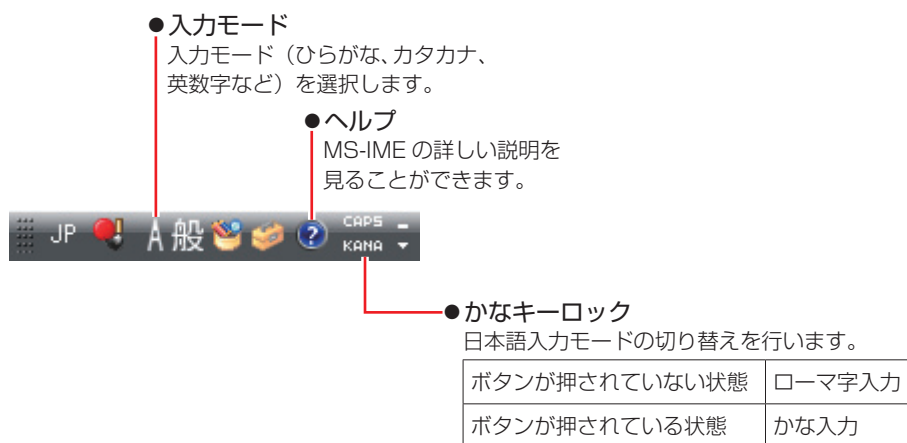 ●入力モード
入力モード（ひらがな、カタカナ、
英数字など）を選択します。
●ヘルプ
MS-IME の詳しい説明を
見ることができます。
JP A 般 ? CAPS
KANA
●かなキーロック
日本語入力モードの切り替えを行います。
ボタンが押されていない状態 ローマ字入力
ボタンが押されている状態 かな入力